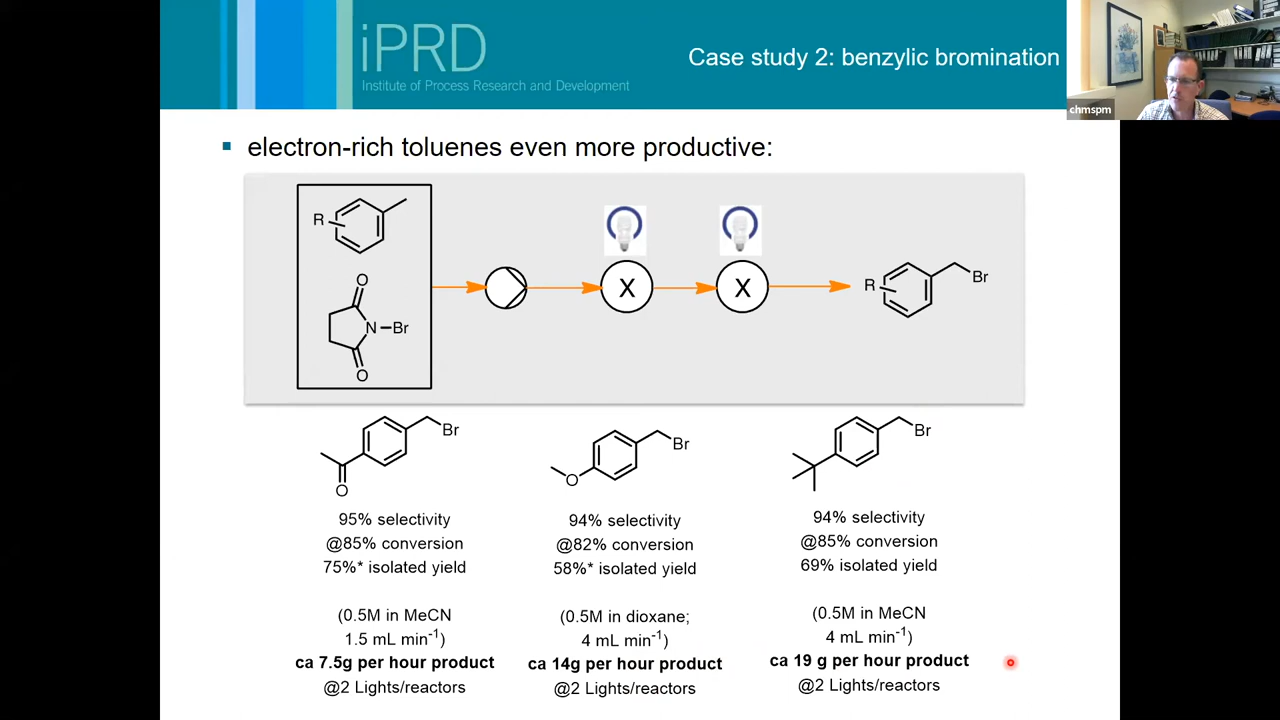 iPRD
Institute of Process Research and Development
Case study 2: benzylic bromination
chmspm
electron-rich toluenes even more productive:
R
O
N
Br
O
X
X
R
Br
Br
O
95% selectivity
@85% conversion
75%* isolated yield
(0.5M in MeCN
1.5 mL min-1)
ca 7.5g per hour product
@2 Lights/reactors
Br
O
94% selectivity
@82% conversion
58%* isolated yield
(0.5M in dioxane;
4 mL min-1)
ca 14g per hour product
@2 Lights/reactors
Br
94% selectivity
@85% conversion
69% isolated yield
(0.5M in MeCN
4 mL min-1)
ca 19 g per hour product
@2 Lights/reactors